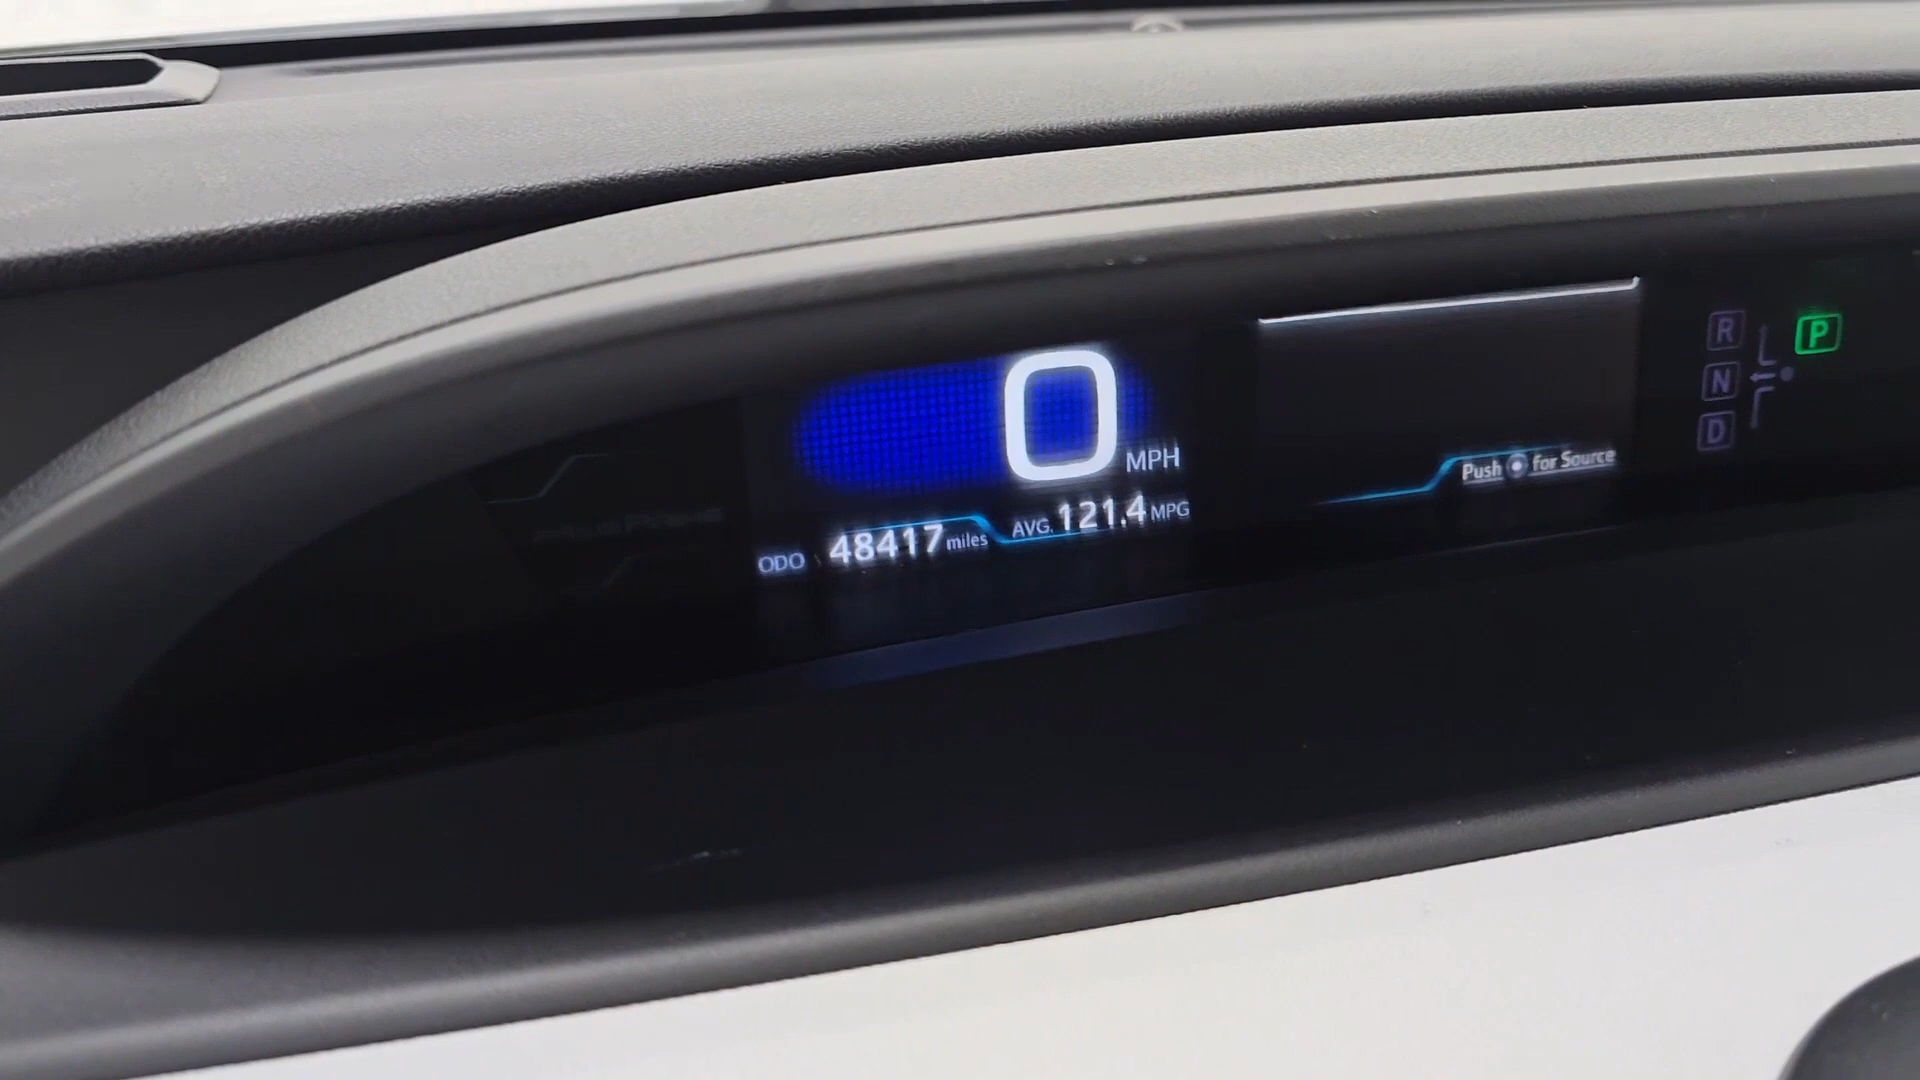 0 MPH
ODO 48417 miles
AVG. 121.4 MPG
Push for Source
R
N
D
P